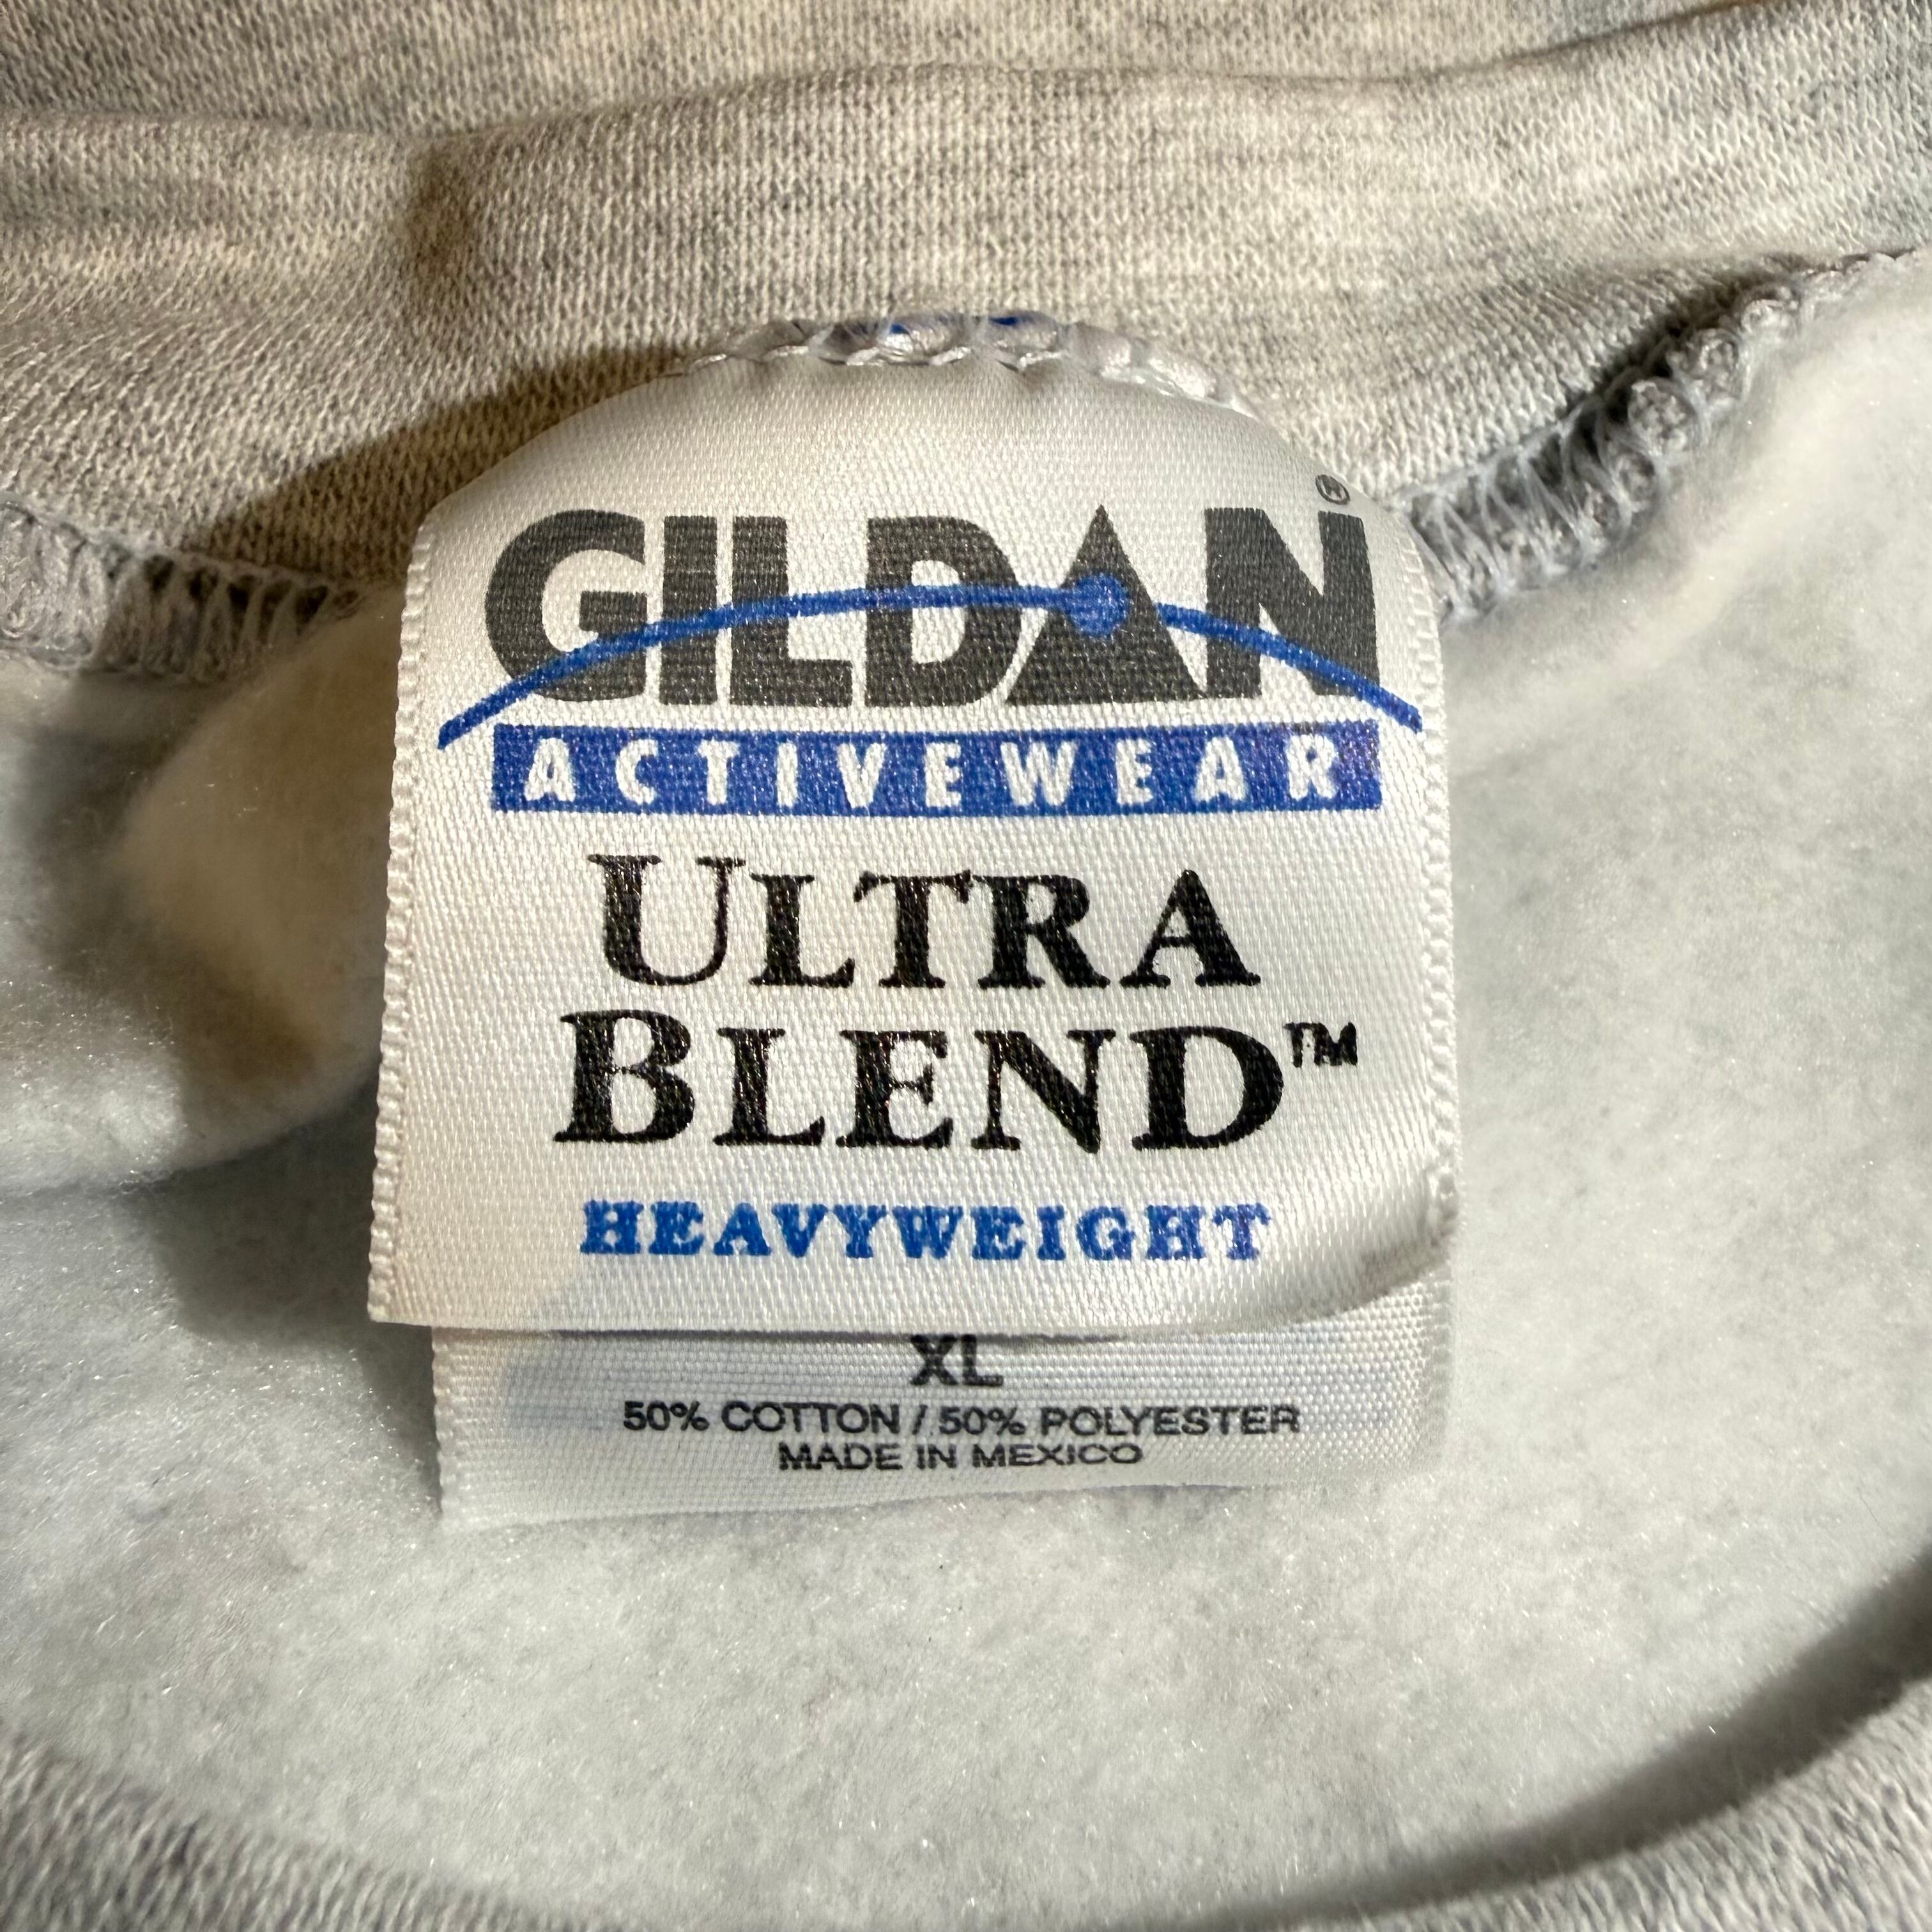 GILDAN®
ACTIVEWEAR
ULTRA
BLEND™
HEAVYWEIGHT
XL
50% COTTON / 50% POLYESTER
MADE IN MEXICO